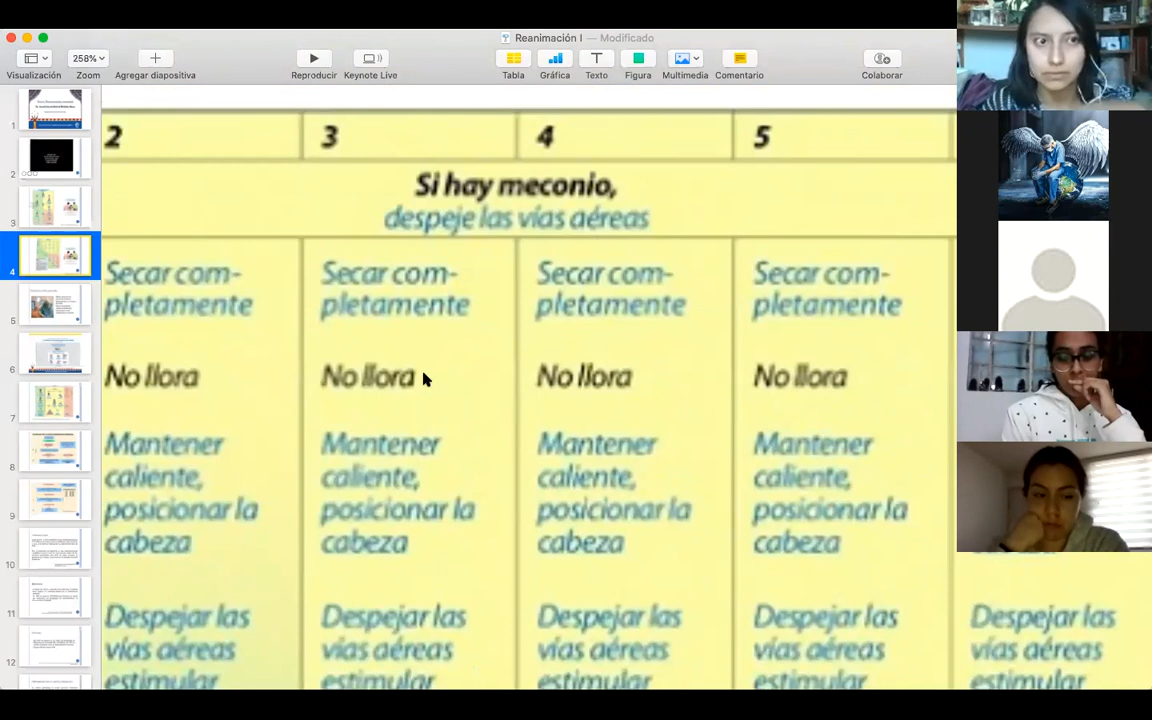 Reanimación I — Modificado
258%
Visualización
Zoom
Agregar diapositiva
Reproducir
Keynote Live
Tabla
Gráfica
Texto
Figura
Multimedia
Comentario
Colaborar
1
2
3
4
5
6
7
8
9
10
11
12
2 3 4 5
Si hay meconio,
despeje las vías aéreas
Secar com- Secar com- Secar com- Secar com-
pletamente pletamente pletamente pletamente
No llora No llora No llora No llora
Mantener Mantener Mantener Mantener
caliente, caliente, caliente, caliente,
posicionar la posicionar la posicionar la posicionar la
cabeza cabeza cabeza cabeza
Despejar las Despejar las Despejar las Despejar las Despejar las
vías aéreas vías aéreas vías aéreas vías aéreas vías aéreas
estimular estimular estimular estimular estimular